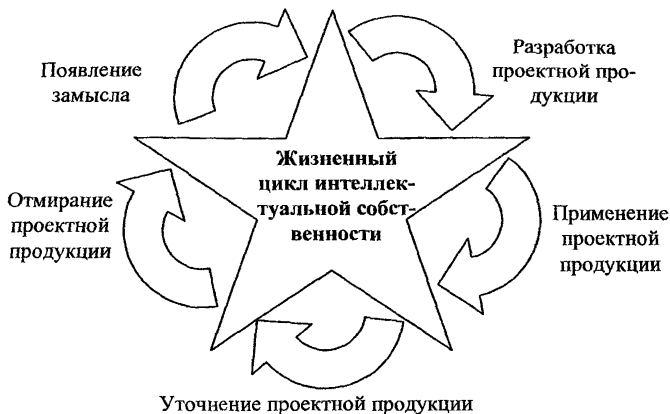 Появление
замысла
Разработка
проектной про-
дукции
Жизненный
цикл интеллек-
туальной собст-
венности
Отмирание
проектной
продукции
Применение
проектной
продукции
Уточнение проектной продукции